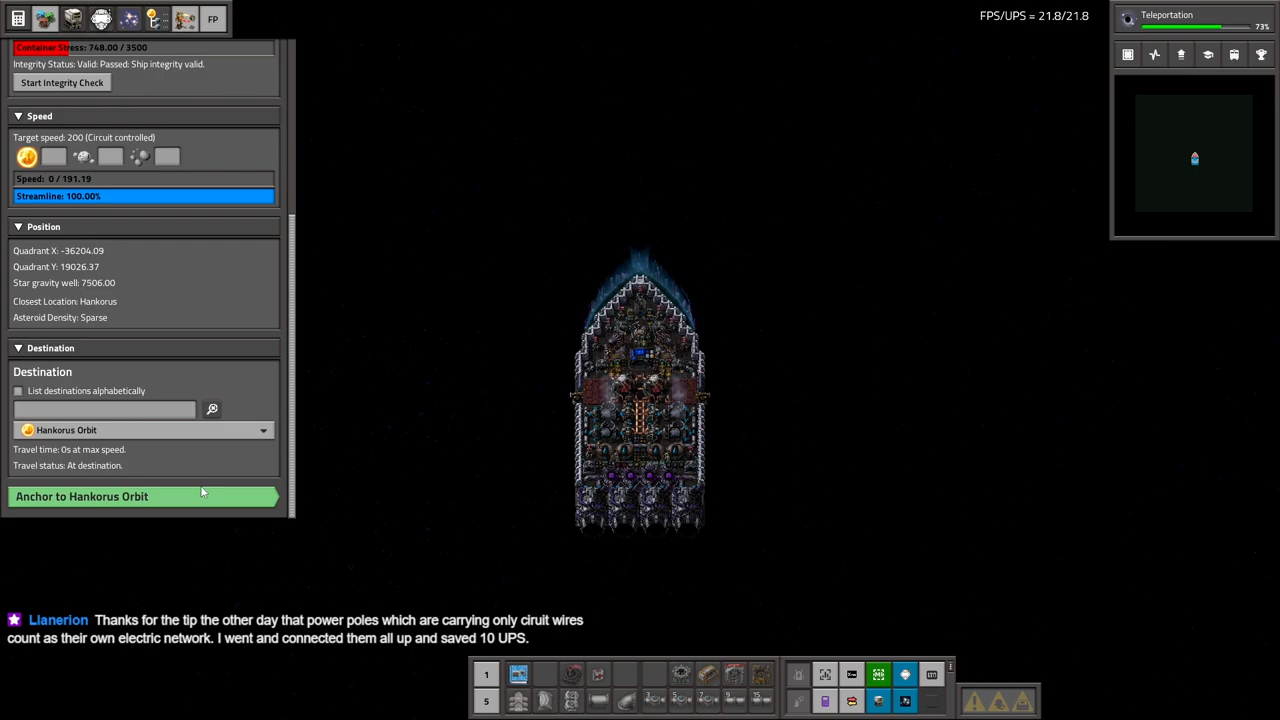 FP
FPS/UPS = 21.8/21.8
Teleportation
73%
Container Stress: 748.00 / 3500
Integrity Status: Valid: Passed: Ship integrity valid.
Start Integrity Check
Speed
Target speed: 200 (Circuit controlled)
Speed: 0 / 191.19
Streamline: 100.00%
Position
Quadrant X: -36204.09
Quadrant Y: 19026.37
Star gravity well: 7506.00
Closest Location: Hankorus
Asteroid Density: Sparse
Destination
Destination
List destinations alphabetically
Hankorus Orbit
Travel time: 0s at max speed.
Travel status: At destination.
Anchor to Hankorus Orbit
Llanerion Thanks for the tip the other day that power poles which are carrying only ciruit wires
count as their own electric network. I went and connected them all up and saved 10 UPS.
1
5 3 5 7 9 15